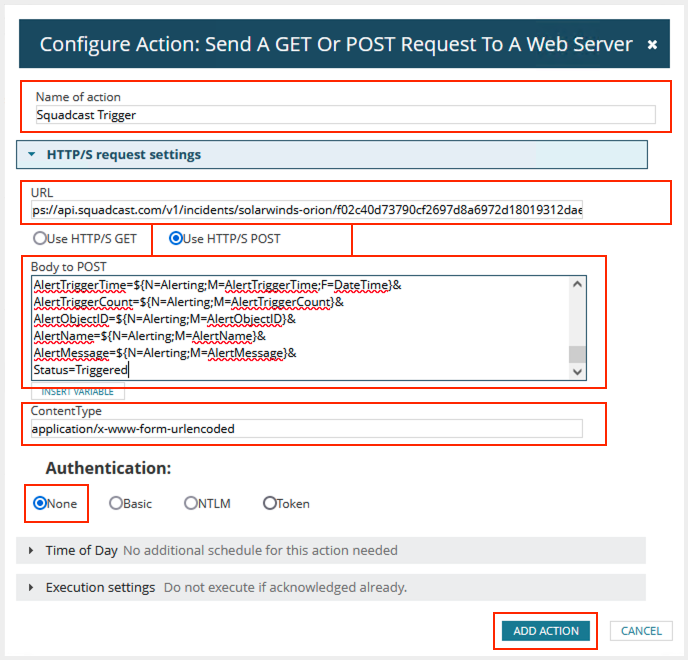 Configure Action: Send A GET Or POST Request To A Web Server ×
Name of action
Squadcast Trigger
HTTP/S request settings
URL
ps://api.squadcast.com/v1/incidents/solarwinds-orion/f02c40d73790cf2697d8a6972d18019312dae
Use HTTP/S GET Use HTTP/S POST
Body to POST
AlertTriggerTime=${N=Alerting;M=AlertTriggerTime;F=DateTime}&
AlertTriggerCount=${N=Alerting;M=AlertTriggerCount}&
AlertObjectID=${N=Alerting;M=AlertObjectID}&
AlertName=${N=Alerting;M=AlertName}&
AlertMessage=${N=Alerting;M=AlertMessage}&
Status=Triggered
INSERT VARIABLE
ContentType
application/x-www-form-urlencoded
Authentication:
None Basic NTLM Token
Time of Day No additional schedule for this action needed
Execution settings Do not execute if acknowledged already.
ADD ACTION CANCEL